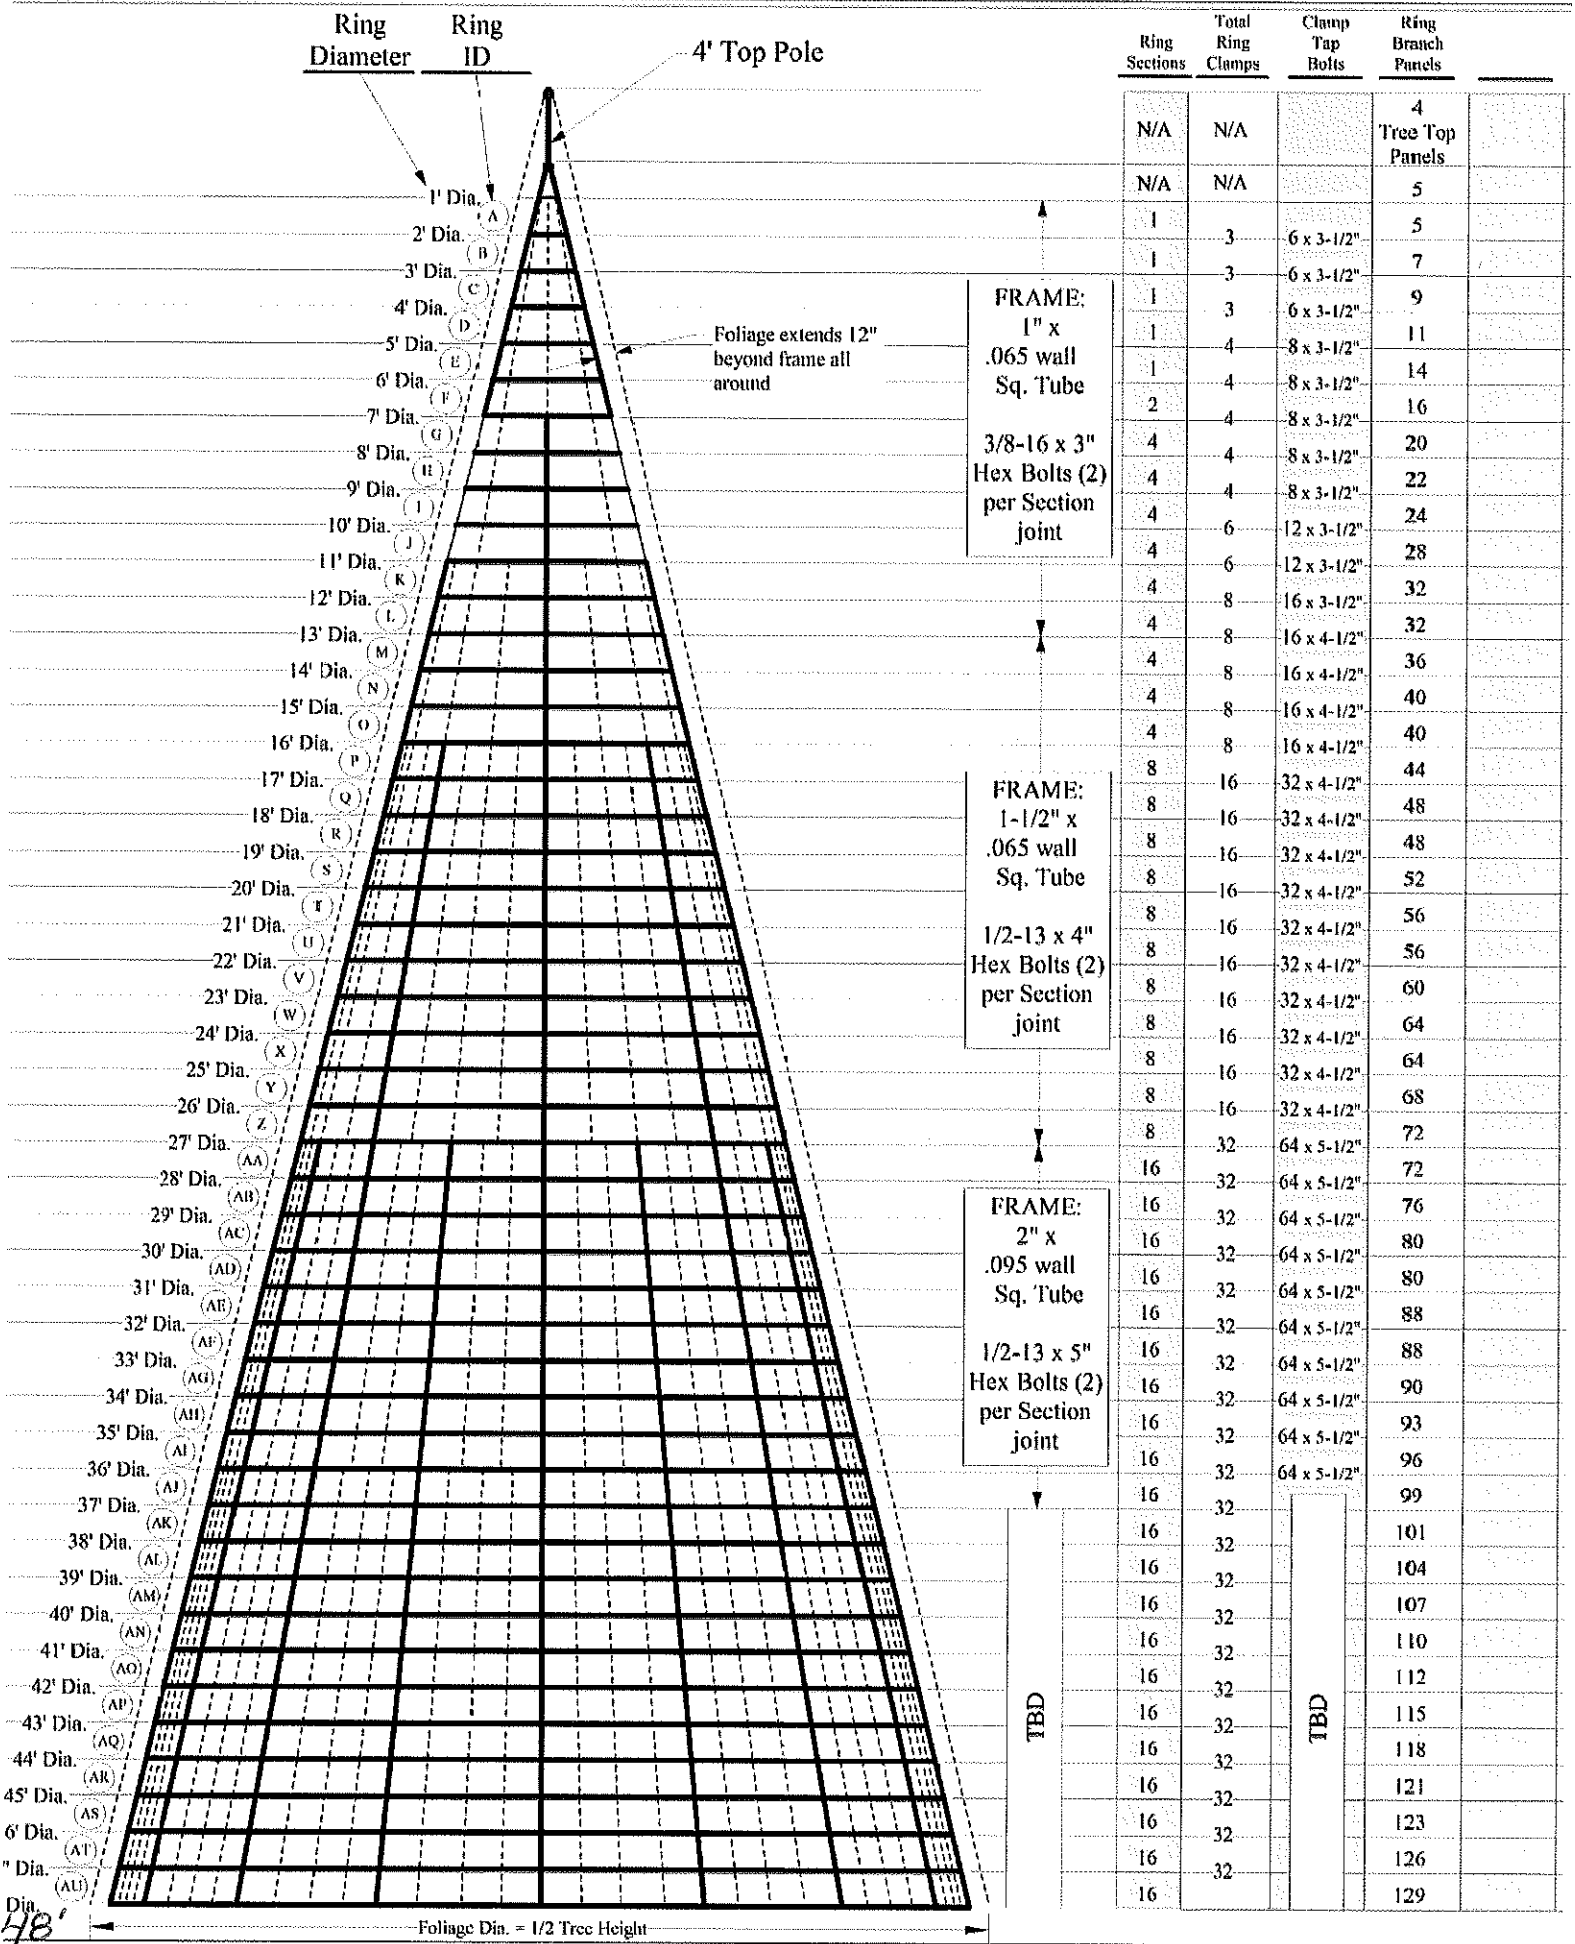 Ring Diameter
Ring ID
4' Top Pole
Ring Sections
Total Ring Clamps
Clamp Tap Bolts
Ring Branch Panels
N/A N/A 4 Tree Top Panels
N/A N/A 5
1' Dia.
A 1 5
2' Dia. 3 6 x 3-1/2"
B 1 7
3' Dia. 3 6 x 3-1/2"
C 1 9
4' Dia. 3 6 x 3-1/2"
D 1 11
5' Dia. 4 8 x 3-1/2"
E 1 14
6' Dia. 4 8 x 3-1/2"
F 2 16
7' Dia. 4 8 x 3-1/2"
G 4 20
8' Dia. 4 8 x 3-1/2"
H 4 22
9' Dia. 4 8 x 3-1/2"
I 4 24
10' Dia. 6 12 x 3-1/2"
J 4 28
11' Dia. 6 12 x 3-1/2"
K 4 32
12' Dia. 8 16 x 3-1/2"
L 4 32
13' Dia. 8 16 x 4-1/2"
M 4 36
14' Dia. 8 16 x 4-1/2"
N 4 40
15' Dia. 8 16 x 4-1/2"
O 4 40
16' Dia. 8 16 x 4-1/2"
P 8 44
17' Dia. 16 32 x 4-1/2"
Q 8 48
18' Dia. 16 32 x 4-1/2"
R 8 48
19' Dia. 16 32 x 4-1/2"
S 8 52
20' Dia. 16 32 x 4-1/2"
T 8 56
21' Dia. 16 32 x 4-1/2"
U 8 56
22' Dia. 16 32 x 4-1/2"
V 8 60
23' Dia. 16 32 x 4-1/2"
W 8 64
24' Dia. 16 32 x 4-1/2"
X 8 64
25' Dia. 16 32 x 4-1/2"
Y 8 68
26' Dia. 16 32 x 4-1/2"
Z 8 72
27' Dia. 32 64 x 5-1/2"
AA 16 72
28' Dia. 32 64 x 5-1/2"
AB 16 76
29' Dia. 32 64 x 5-1/2"
AC 16 80
30' Dia. 32 64 x 5-1/2"
AD 16 80
31' Dia. 32 64 x 5-1/2"
AE 16 88
32' Dia. 32 64 x 5-1/2"
AF 16 88
33' Dia. 32 64 x 5-1/2"
AG 16 90
34' Dia. 32 64 x 5-1/2"
AH 16 93
35' Dia. 32 64 x 5-1/2"
AI 16 96
36' Dia. 32 64 x 5-1/2"
AJ 16 99
37' Dia. 32
AK 16 101
38' Dia. 32
AL 16 104
39' Dia. 32
AM 16 107
40' Dia. 32
AN 16 110
41' Dia. 32
AO 16 112
42' Dia. 32
AP 16 115
43' Dia. 32
AQ 16 118
44' Dia. 32
AR 16 121
45' Dia. 32
AS 16 123
6' Dia. 32
AT 16 126
" Dia. 32
AU 16 129
Dia.
48'
Foliage extends 12"
beyond frame all
around
FRAME:
1" x
.065 wall
Sq. Tube
3/8-16 x 3"
Hex Bolts (2)
per Section
joint
FRAME:
1-1/2" x
.065 wall
Sq. Tube
1/2-13 x 4"
Hex Bolts (2)
per Section
joint
FRAME:
2" x
.095 wall
Sq. Tube
1/2-13 x 5"
Hex Bolts (2)
per Section
joint
TBD
TBD
Foliage Dia. = 1/2 Tree Height